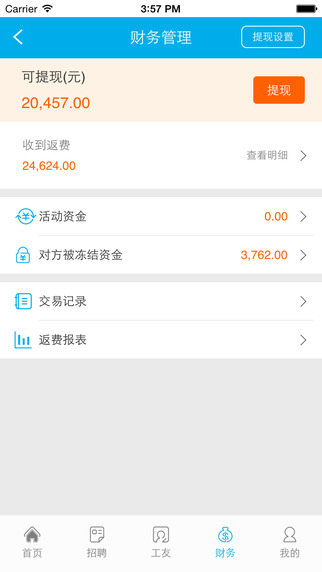 Carrier 3:57 PM
财务管理 提现设置
可提现(元)
20,457.00 提现
收到返费
24,624.00 查看明细
活动资金 0.00
对方被冻结资金 3,762.00
交易记录
返费报表
首页 招聘 工友 财务 我的